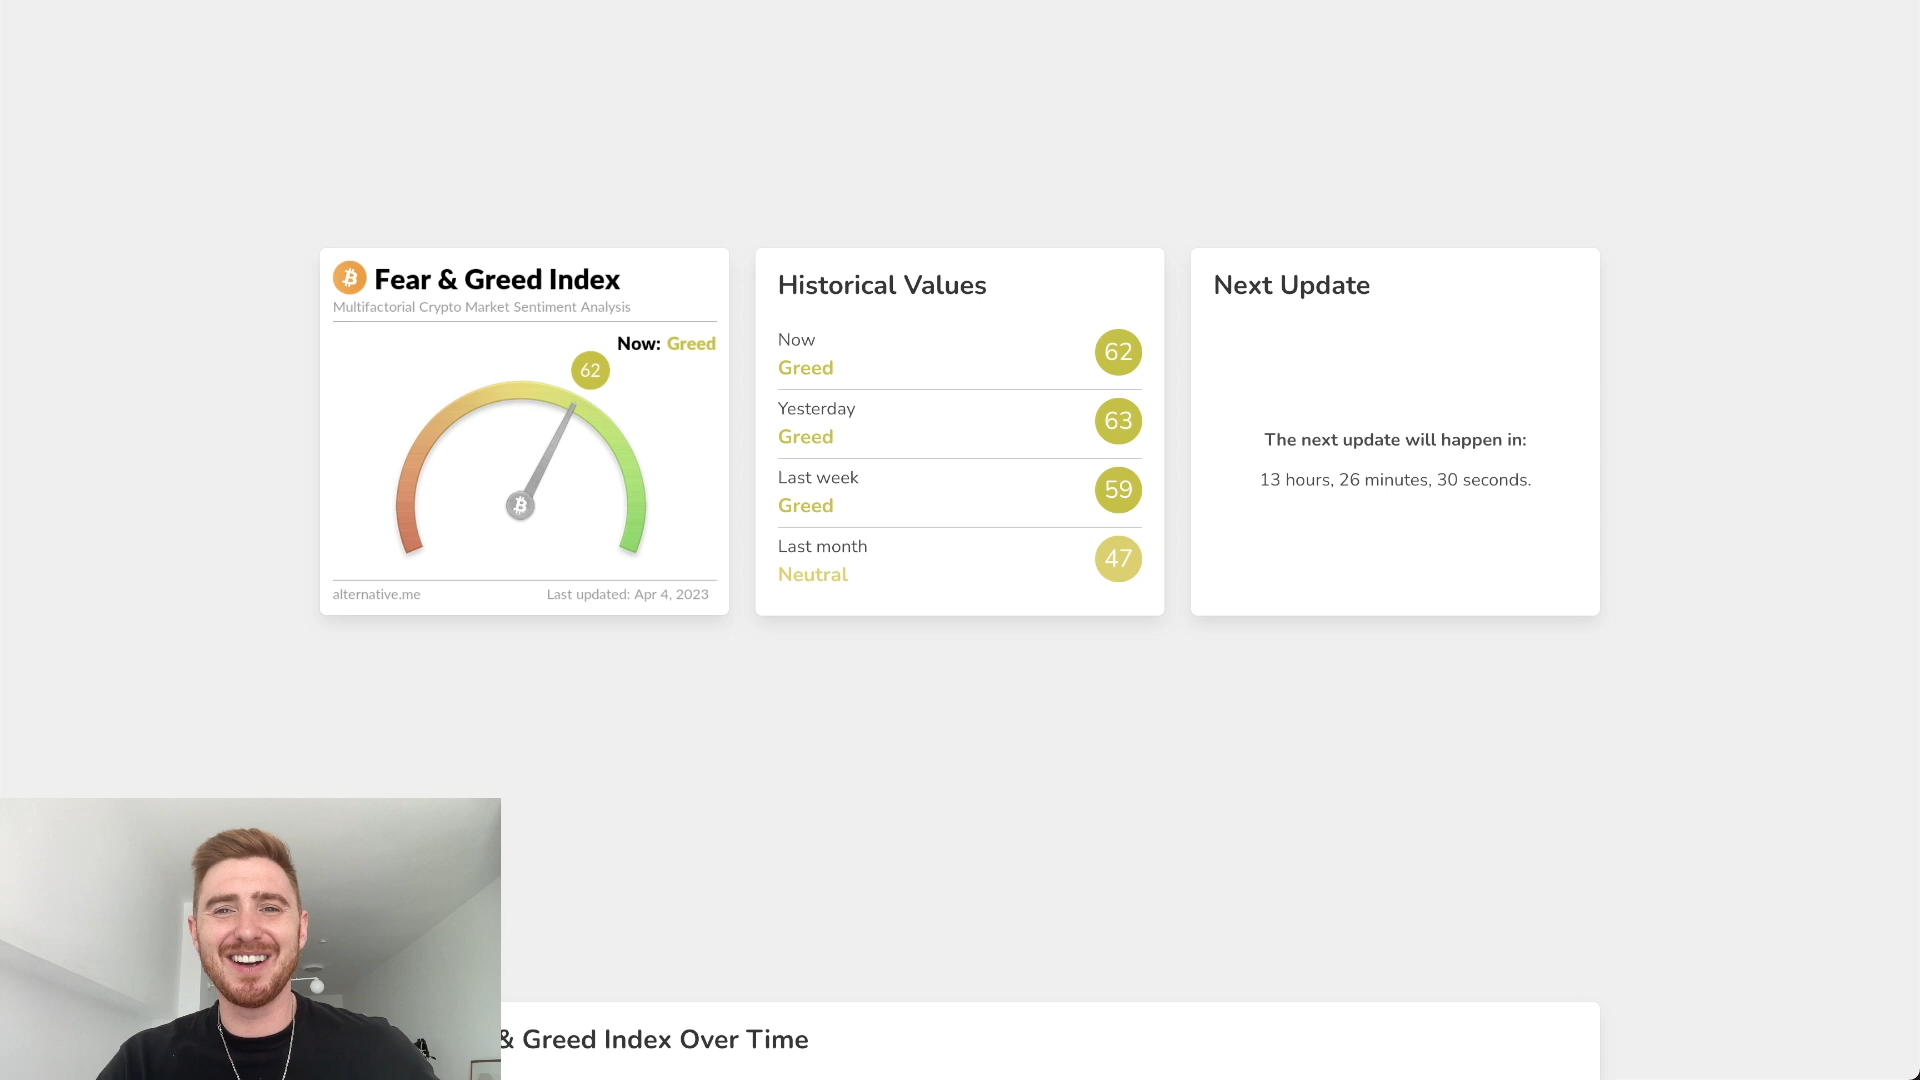 Fear & Greed Index
Multifactorial Crypto Market Sentiment Analysis
Now: Greed
62
alternative.me
Last updated: Apr 4, 2023
Historical Values
Now
Greed
62
Yesterday
Greed
63
Last week
Greed
59
Last month
Neutral
47
Next Update
The next update will happen in:
13 hours, 26 minutes, 30 seconds.
& Greed Index Over Time